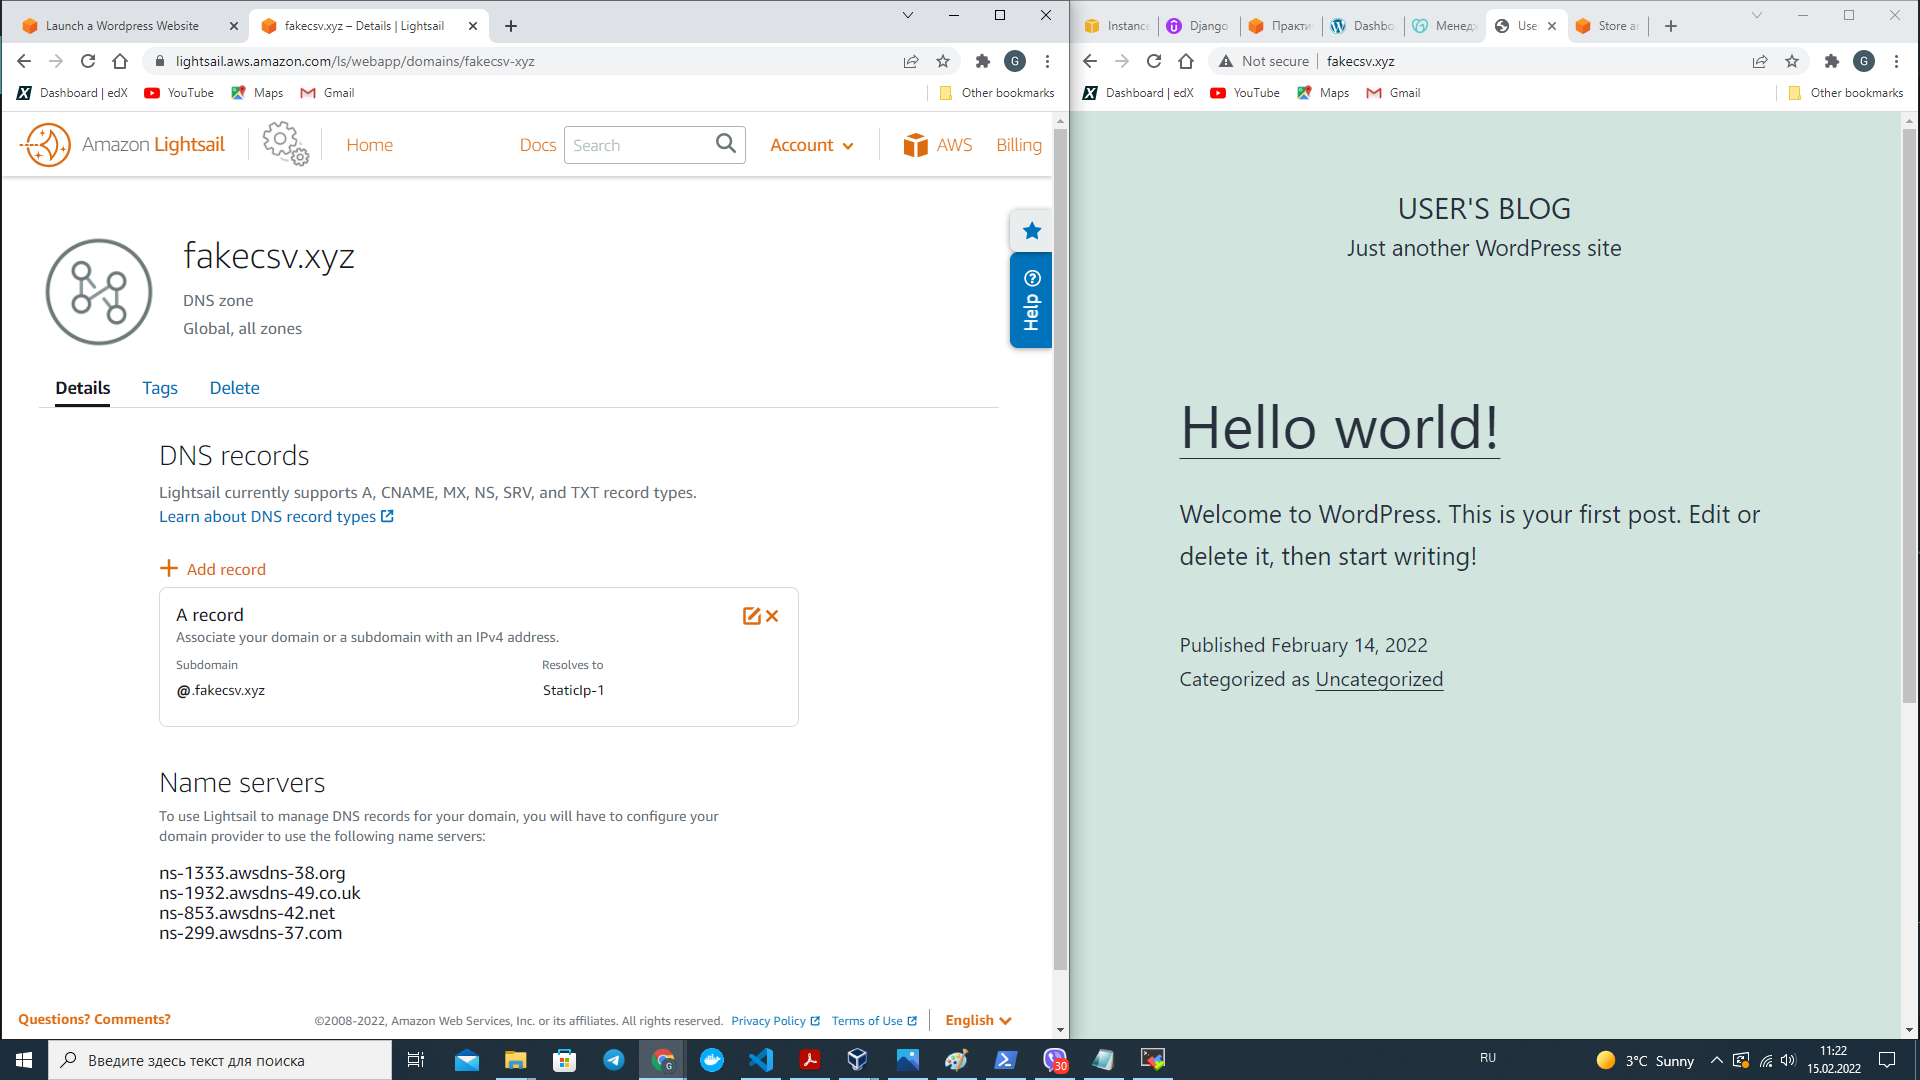 Launch a Wordpress Website
fakecsv.xyz – Details | Lightsail
lightsail.aws.amazon.com/ls/webapp/domains/fakecsv-xyz
G
Dashboard | edX
YouTube
Maps
Gmail
Other bookmarks
Amazon Lightsail
Home
Docs
Search
Account
AWS
Billing
fakecsv.xyz
DNS zone
Global, all zones
Help
Details
Tags
Delete
DNS records
Lightsail currently supports A, CNAME, MX, NS, SRV, and TXT record types.
Learn about DNS record types
Add record
A record
Associate your domain or a subdomain with an IPv4 address.
Subdomain
Resolves to
@.fakecsv.xyz
StaticIp-1
Name servers
To use Lightsail to manage DNS records for your domain, you will have to configure your
domain provider to use the following name servers:
ns-1333.awsdns-38.org
ns-1932.awsdns-49.co.uk
ns-853.awsdns-42.net
ns-299.awsdns-37.com
Questions? Comments?
©2008-2022, Amazon Web Services, Inc. or its affiliates. All rights reserved.
Privacy Policy
Terms of Use
English
Instance
Django
Практи
Dashbo
Менедж
Use
Store a
Not secure
fakecsv.xyz
G
Dashboard | edX
YouTube
Maps
Gmail
Other bookmarks
USER'S BLOG
Just another WordPress site
Hello world!
Welcome to WordPress. This is your first post. Edit or
delete it, then start writing!
Published February 14, 2022
Categorized as Uncategorized
Введите здесь текст для поиска
30
RU
3°C Sunny
11:22
15.02.2022